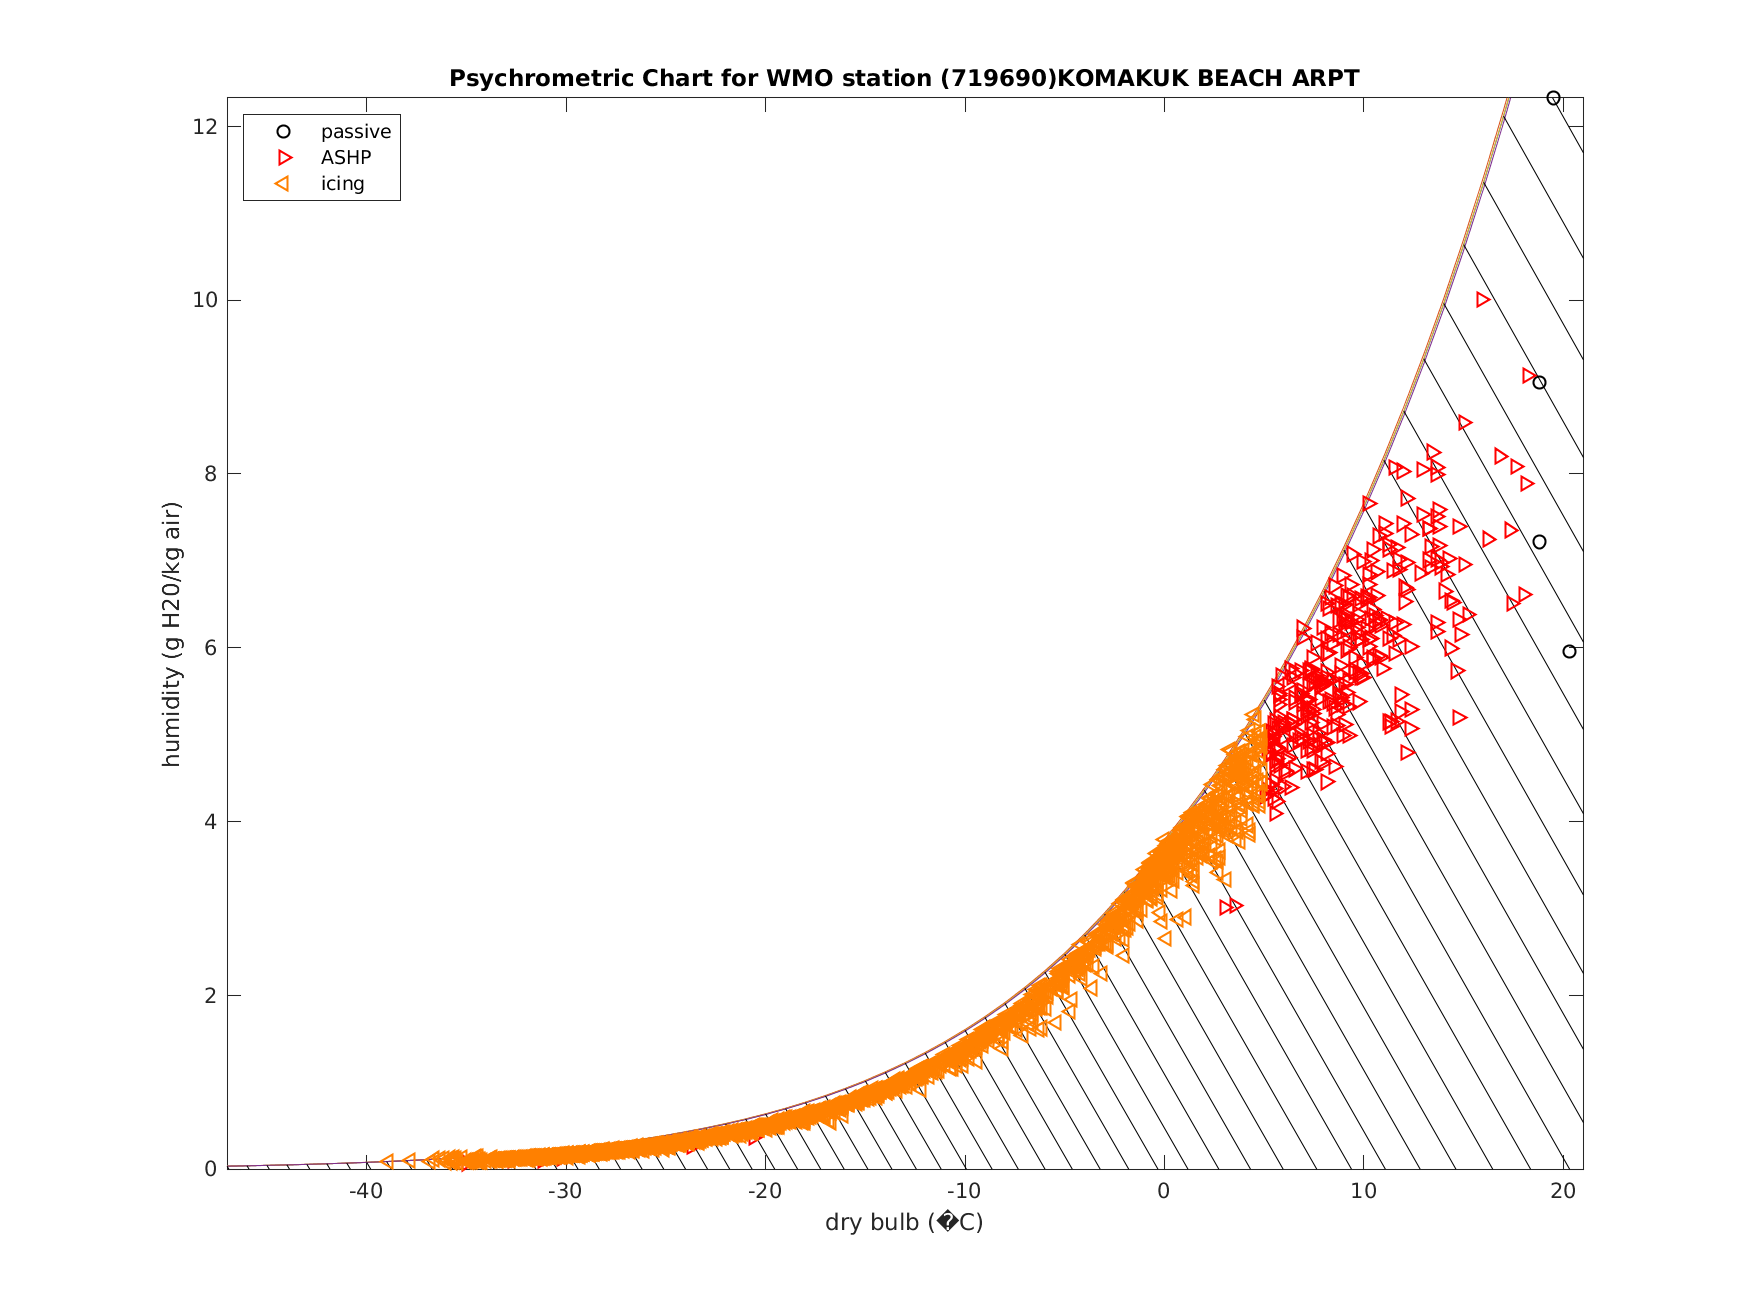 Psychrometric Chart for WMO station (719690)KOMAKUK BEACH ARPT
passive
ASHP
icing
humidity (g H20/kg air)
12
10
8
6
4
2
0
-40 -30 -20 -10 0 10 20
dry bulb (�C)